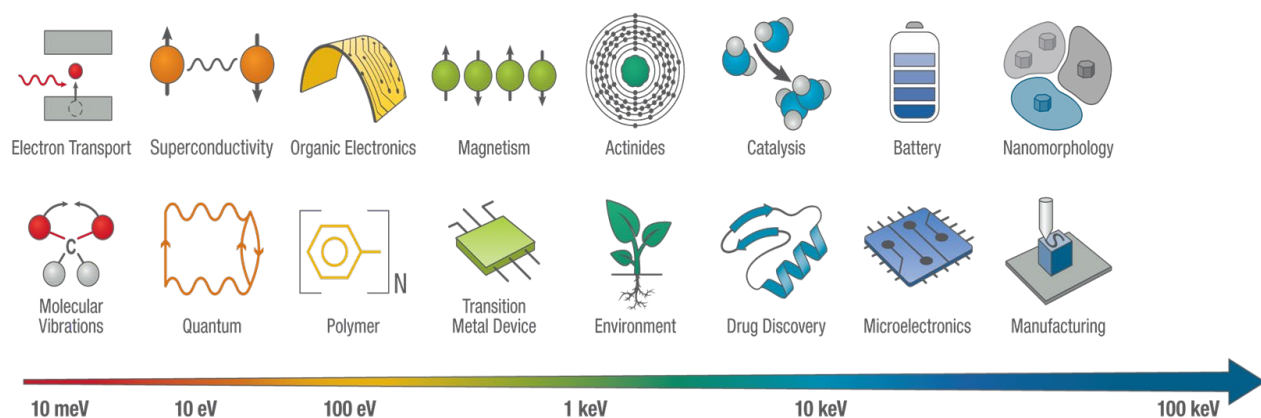 Electron Transport
Superconductivity
Organic Electronics
Magnetism
Actinides
Catalysis
Battery
Nanomorphology
C
N
Molecular
Vibrations
Quantum
Polymer
Transition
Metal Device
Environment
Drug Discovery
Microelectronics
Manufacturing
10 meV
10 eV
100 eV
1 keV
10 keV
100 keV